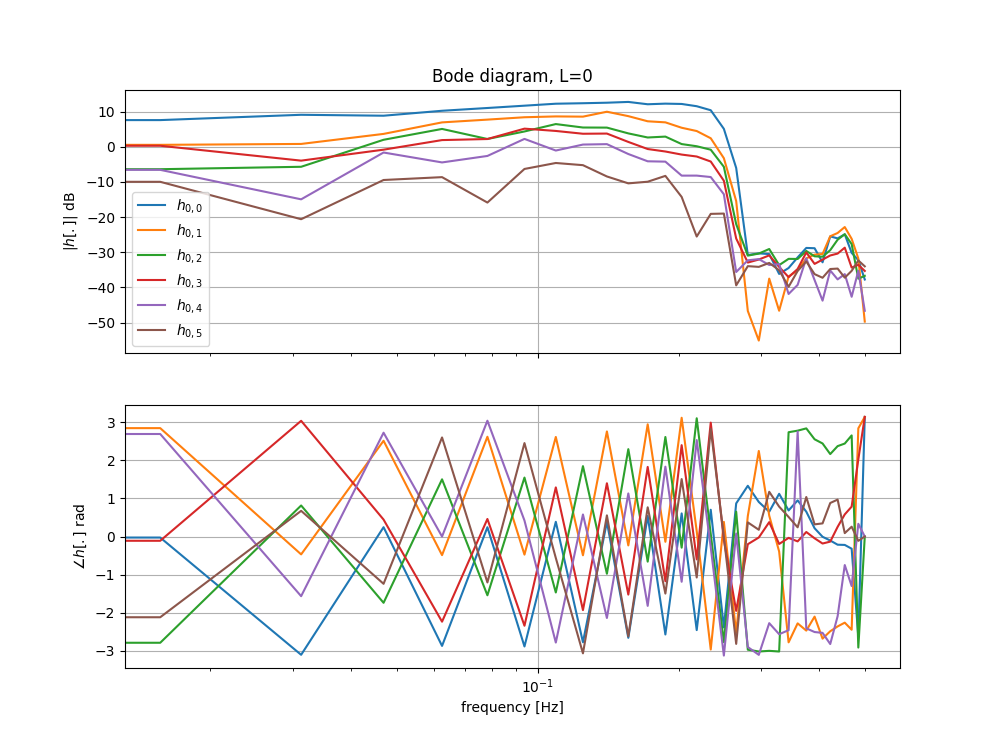 Bode diagram, L=0
|h[.]| dB
10
0
−10
−20
−30
−40
−50
h0,0
h0,1
h0,2
h0,3
h0,4
h0,5
∠h[.] rad
3
2
1
0
−1
−2
−3
10−1
frequency [Hz]